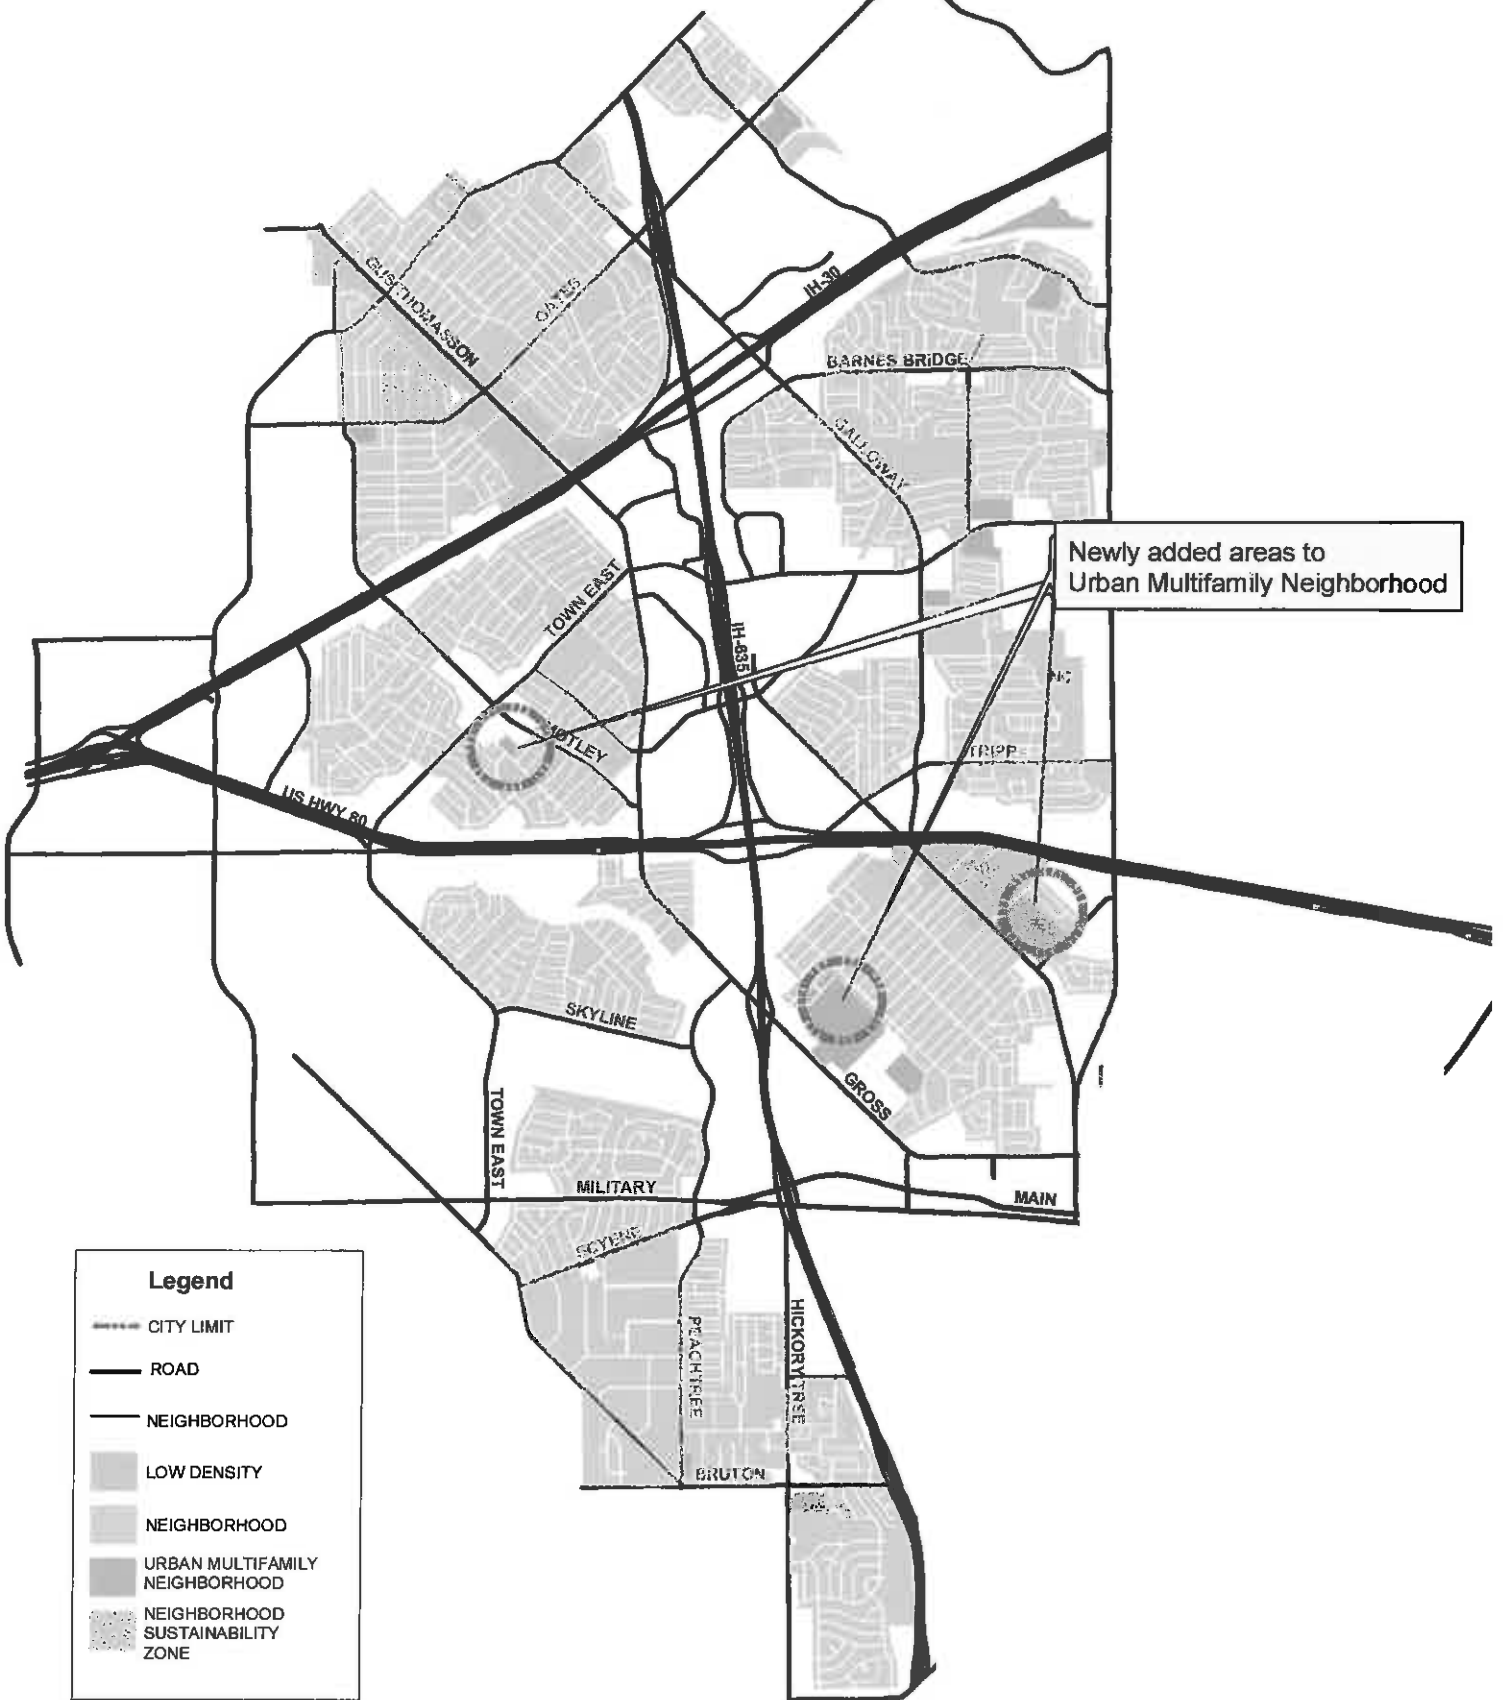 GUS THOMASSON
OATES
IH-30
BARNES BRIDGE
GALLOWAY
Newly added areas to
Urban Multifamily Neighborhood
TOWN EAST
IH-635
NC
MOTLEY
TRIPP
US HWY 80
SKYLINE
GROSS
TOWN EAST
MILITARY
MAIN
SCYENE
PEACHTREE
HICKORY TREE
BRUTON
Legend
CITY LIMIT
ROAD
NEIGHBORHOOD
LOW DENSITY
NEIGHBORHOOD
URBAN MULTIFAMILY
NEIGHBORHOOD
NEIGHBORHOOD
SUSTAINABILITY
ZONE